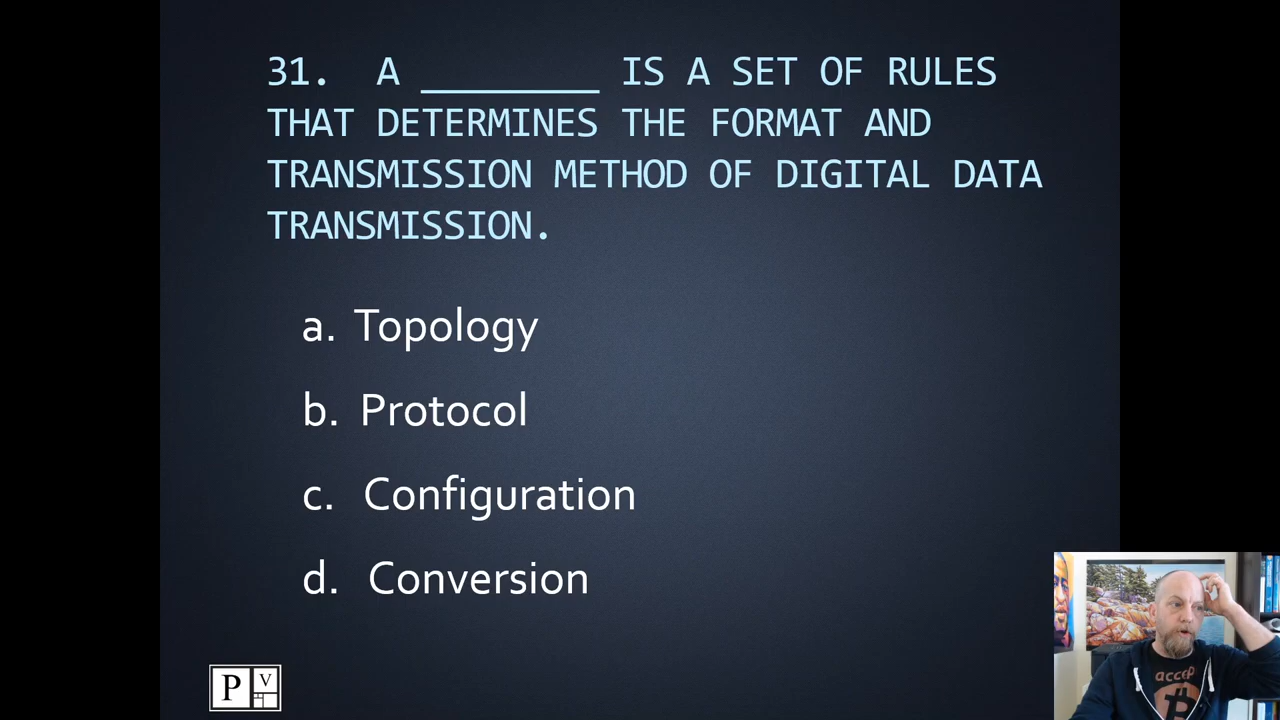 31. A ________ IS A SET OF RULES
THAT DETERMINES THE FORMAT AND
TRANSMISSION METHOD OF DIGITAL DATA
TRANSMISSION.
a. Topology
b. Protocol
c. Configuration
d. Conversion
P V
accep